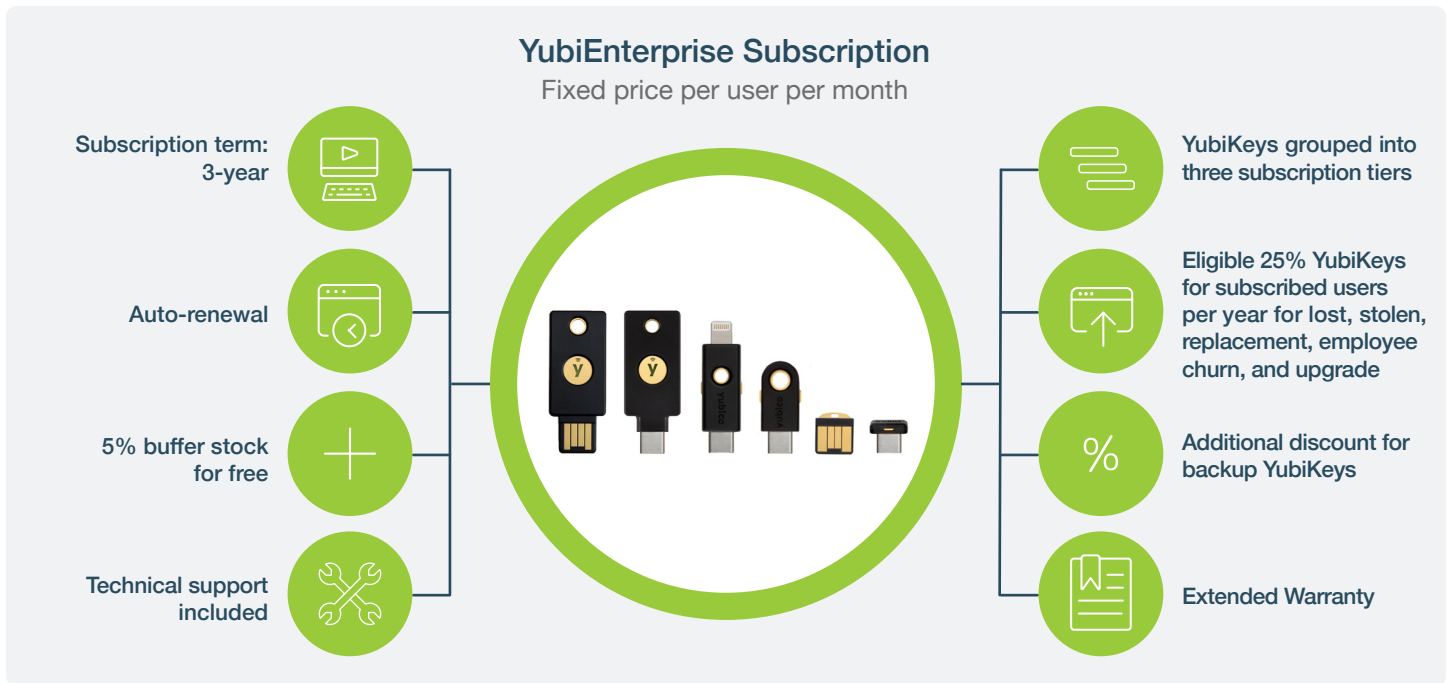 YubiEnterprise Subscription
Fixed price per user per month
Subscription term:
3-year
Auto-renewal
5% buffer stock
for free
Technical support
included
y
y
yubico
yubico
%
YubiKeys grouped into
three subscription tiers
Eligible 25% YubiKeys
for subscribed users
per year for lost, stolen,
replacement, employee
churn, and upgrade
Additional discount for
backup YubiKeys
Extended Warranty